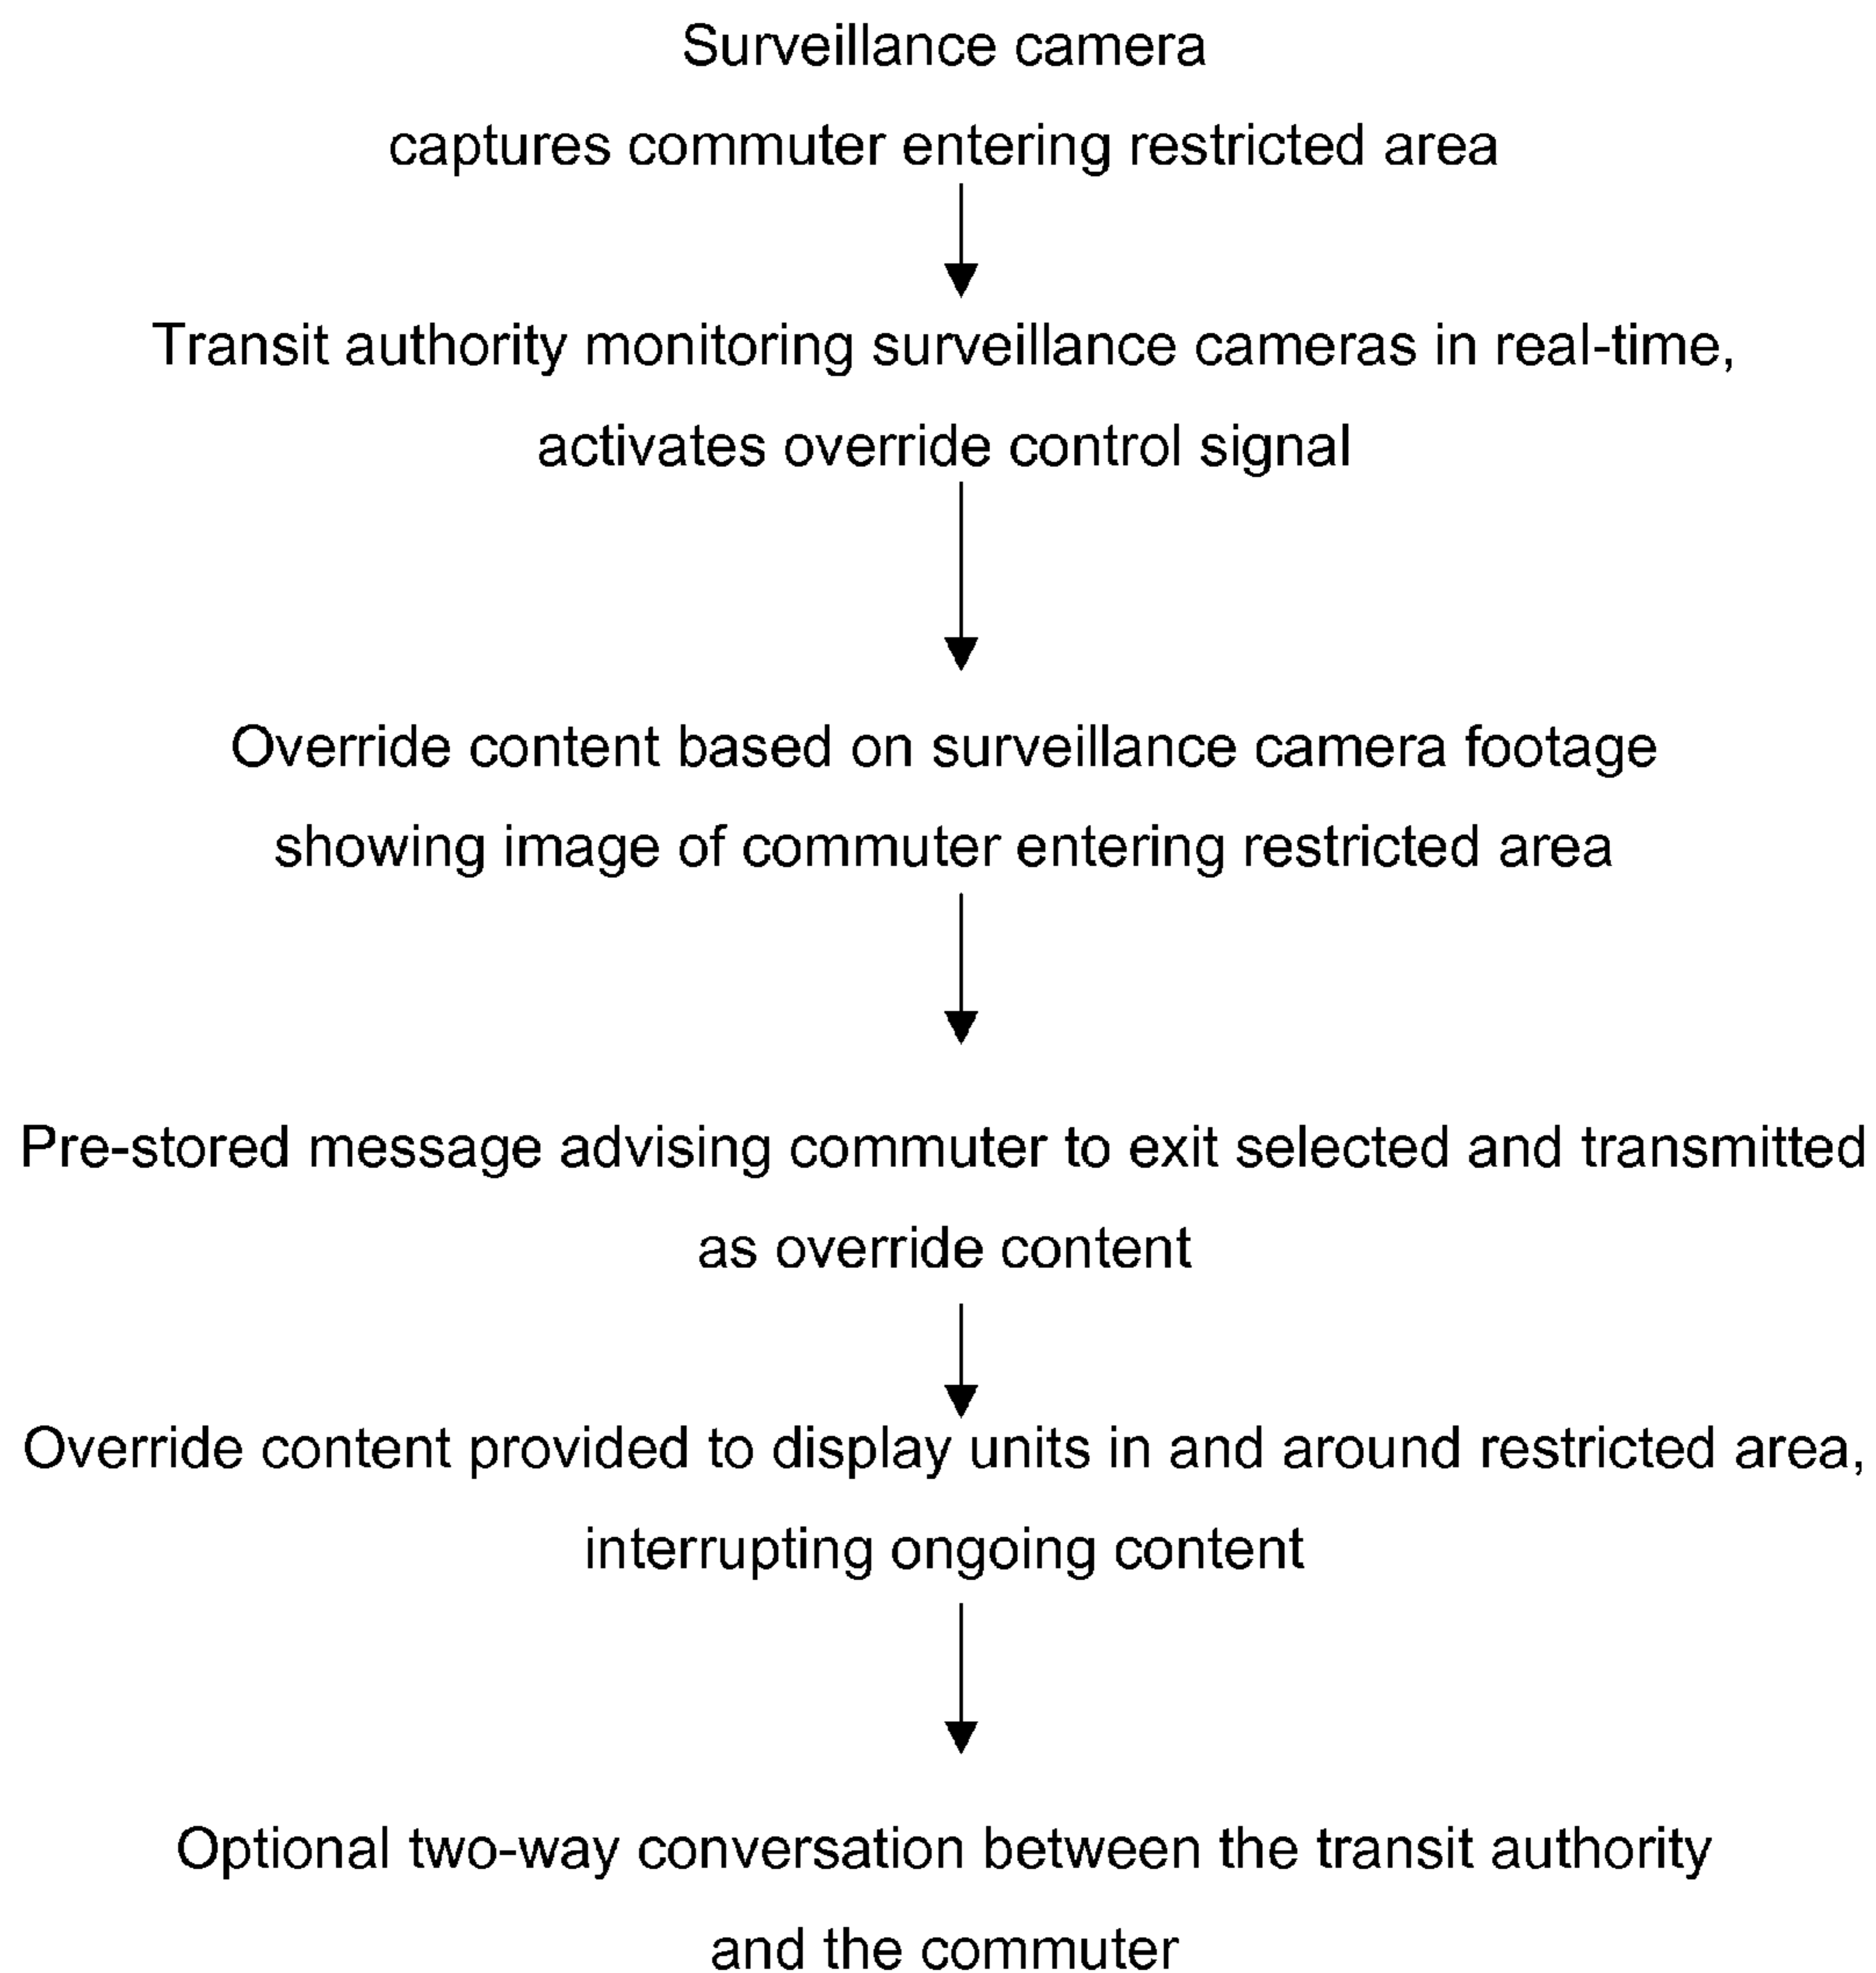 Surveillance camera
captures commuter entering restricted area
Transit authority monitoring surveillance cameras in real-time,
activates override control signal
Override content based on surveillance camera footage
showing image of commuter entering restricted area
Pre-stored message advising commuter to exit selected and transmitted
as override content
Override content provided to display units in and around restricted area,
interrupting ongoing content
Optional two-way conversation between the transit authority
and the commuter